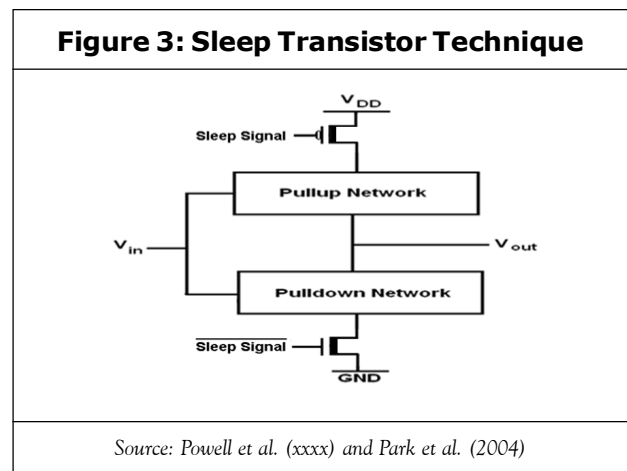 Figure 3: Sleep Transistor Technique
VDD
Sleep Signal
Pullup Network
Vin
Vout
Pulldown Network
Sleep Signal
GND
Source: Powell et al. (xxxx) and Park et al. (2004)